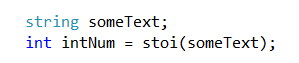 string someText;
int intNum = stoi(someText);